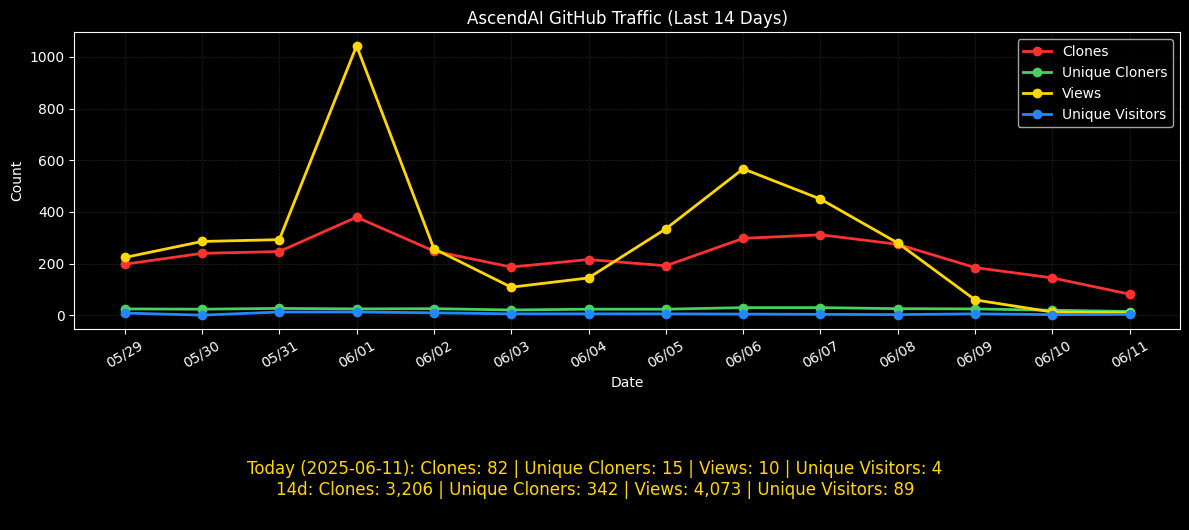 AscendAI GitHub Traffic (Last 14 Days)
Clones
Unique Cloners
Views
Unique Visitors
Count
1000
800
600
400
200
0
05/29
05/30
05/31
06/01
06/02
06/03
06/04
06/05
06/06
06/07
06/08
06/09
06/10
06/11
Date
Today (2025-06-11): Clones: 82 | Unique Cloners: 15 | Views: 10 | Unique Visitors: 4
14d: Clones: 3,206 | Unique Cloners: 342 | Views: 4,073 | Unique Visitors: 89